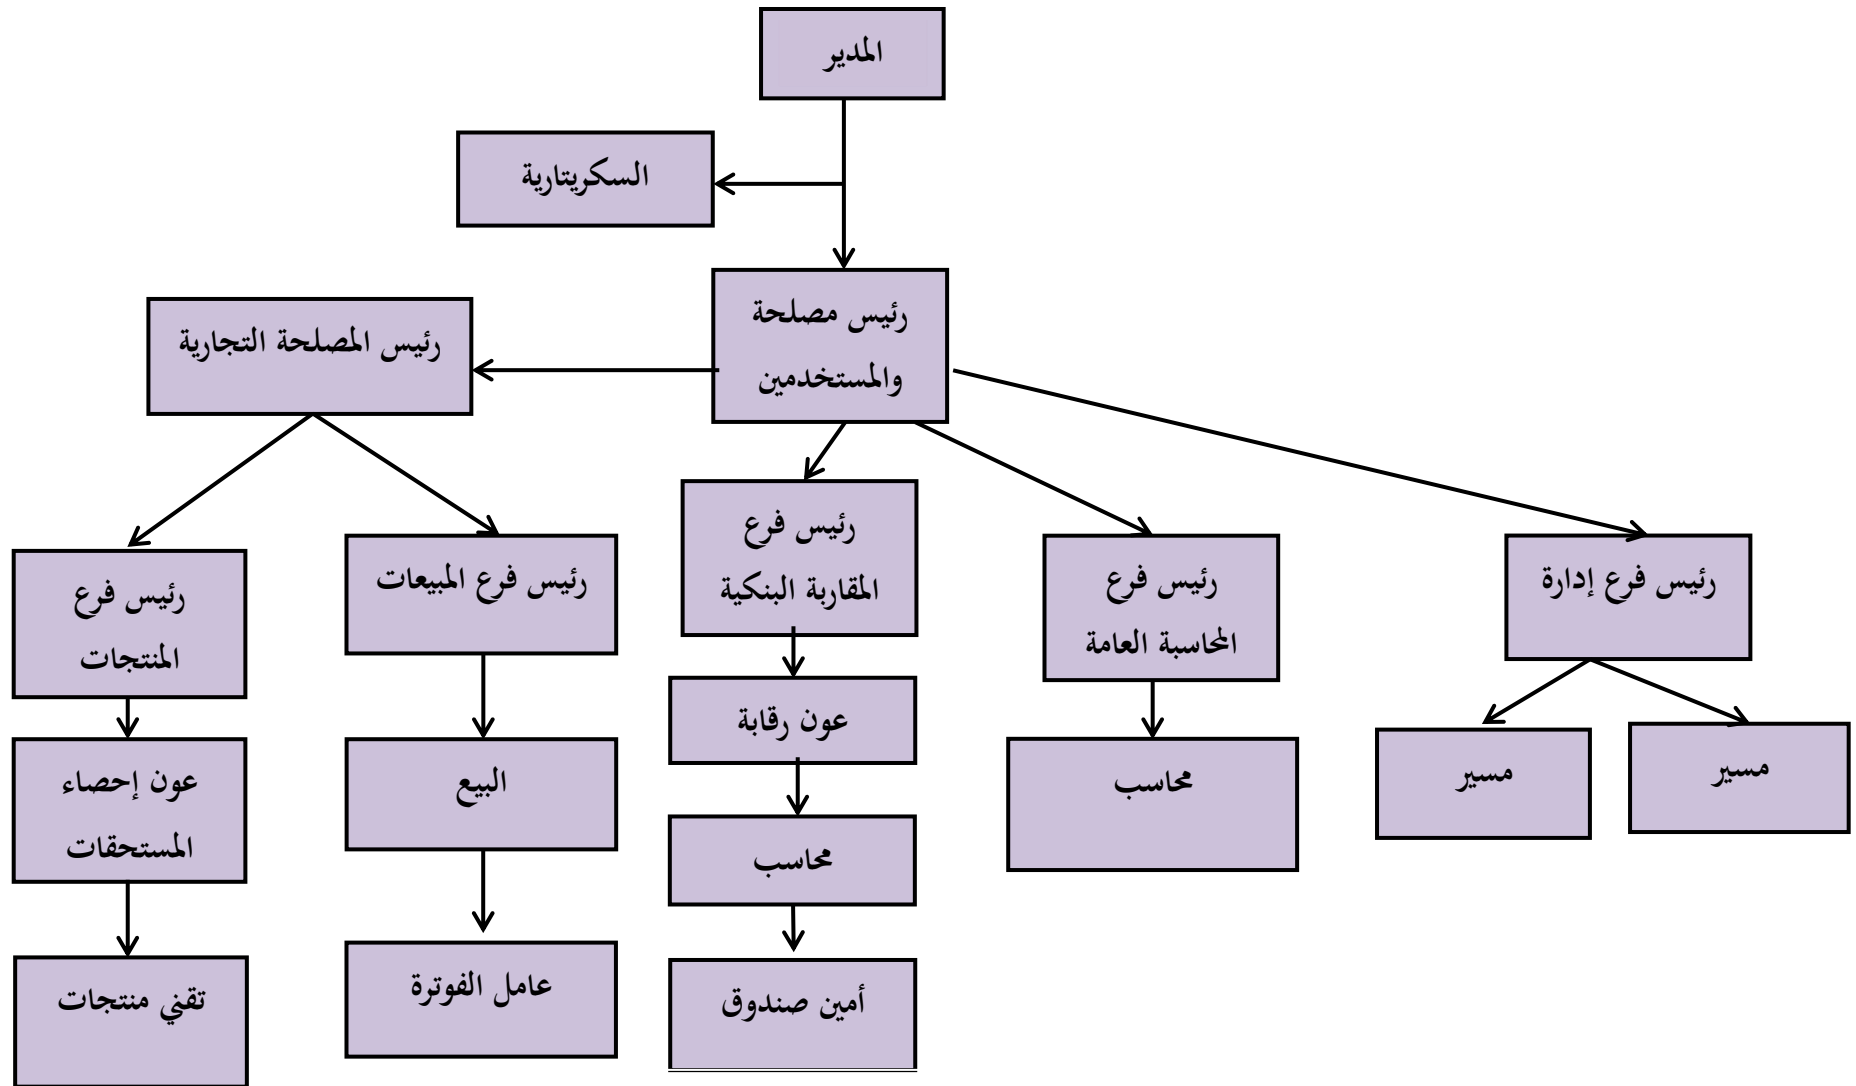 المدير
السكريتارية
رئيس مصلحة
والمستخدمين
رئيس المصلحة التجارية
رئيس فرع إدارة
رئيس فرع
المحاسبة العامة
رئيس فرع
المقاربة البنكية
رئيس فرع المبيعات
رئيس فرع
المنتجات
مسير
مسير
محاسب
عون رقابة
البيع
عون إحصاء
المستحقات
محاسب
أمين صندوق
عامل الفوترة
تقني منتجات